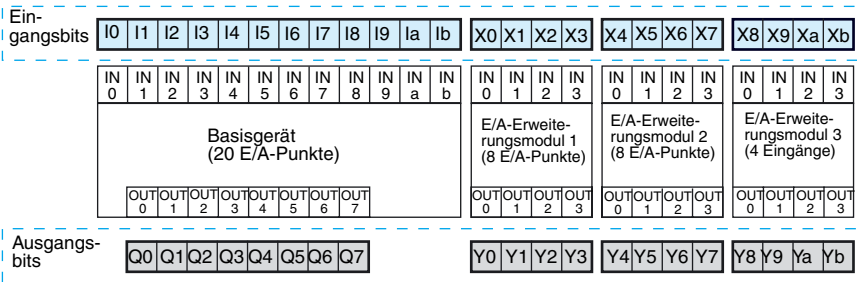 Ein-
gangsbits
I0 I1 I2 I3 I4 I5 I6 I7 I8 I9 Ia Ib X0 X1 X2 X3 X4 X5 X6 X7 X8 X9 Xa Xb
IN IN IN IN IN IN IN IN IN IN IN IN IN IN IN IN IN IN IN IN IN IN IN IN
0 1 2 3 4 5 6 7 8 9 a b 0 1 2 3 0 1 2 3 0 1 2 3
Basisgerät
(20 E/A-Punkte)
E/A-Erweite-
rungsmodul 1
(8 E/A-Punkte)
E/A-Erweite-
rungsmodul 2
(8 E/A-Punkte)
E/A-Erweite-
rungsmodul 3
(4 Eingänge)
OUT OUT OUT OUT OUT OUT OUT OUT OUT OUT OUT OUT OUT OUT OUT OUT OUT OUT OUT OUT
0 1 2 3 4 5 6 7 0 1 2 3 0 1 2 3 0 1 2 3
Ausgangs-
bits
Q0 Q1 Q2 Q3 Q4 Q5 Q6 Q7 Y0 Y1 Y2 Y3 Y4 Y5 Y6 Y7 Y8 Y9 Ya Yb